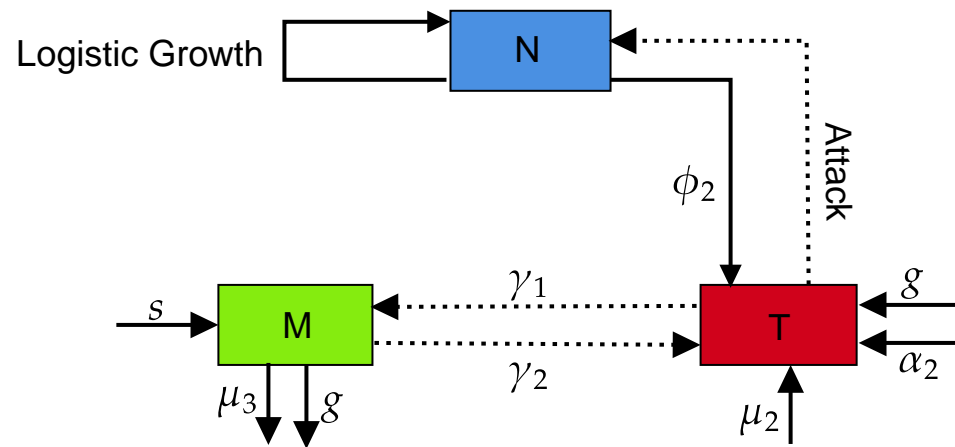 N
Logistic Growth
Attack
ϕ₂
γ₁
g
s
M
T
γ₂
α₂
μ₃
g
μ₂